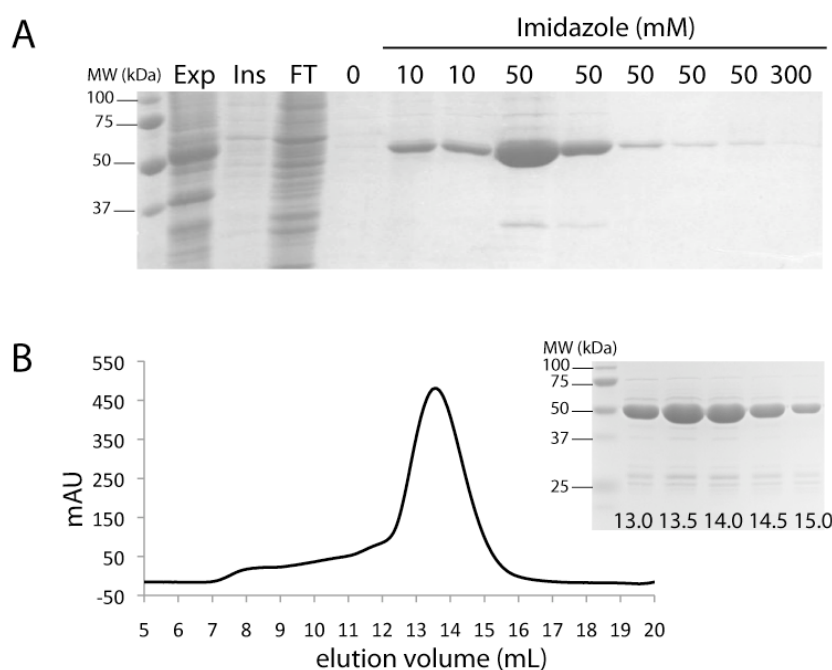 A
Imidazole (mM)
MW (kDa) Exp Ins FT 0 10 10 50 50 50 50 50 300
100
75
50
37
B
550
450
350
250
150
50
-50
mAU
5 6 7 8 9 10 11 12 13 14 15 16 17 18 19 20
elution volume (mL)
MW (kDa)
100
75
50
37
25
13.0 13.5 14.0 14.5 15.0